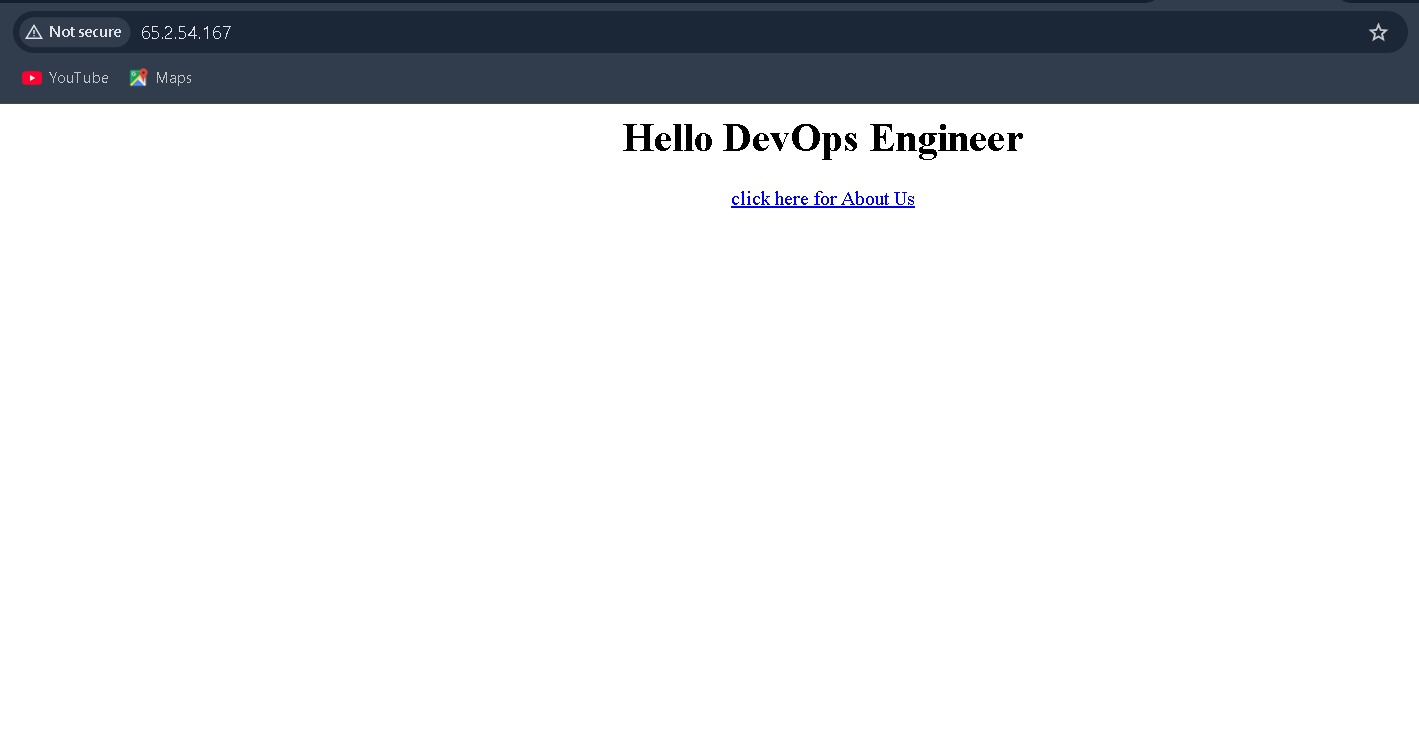 Not secure 65.2.54.167
YouTube Maps
Hello DevOps Engineer
click here for About Us